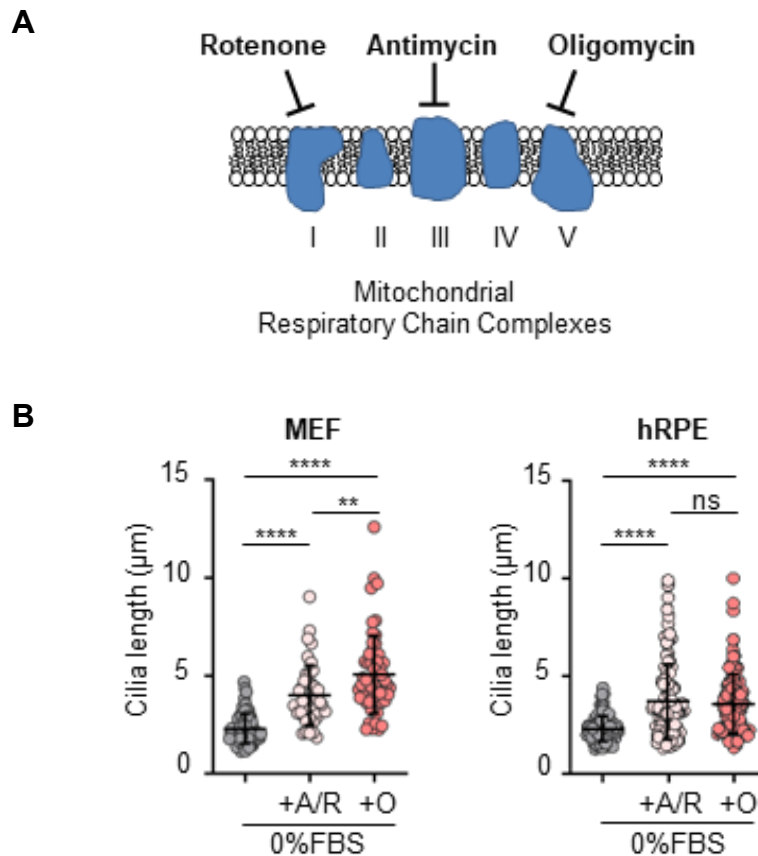 A
Rotenone Antimycin Oligomycin
I II III IV V
Mitochondrial
Respiratory Chain Complexes
B
MEF
15
10
5
0
Cilia length (µm)
****
**
****
+A/R +O
0%FBS
hRPE
15
10
5
0
Cilia length (µm)
****
ns
****
+A/R +O
0%FBS